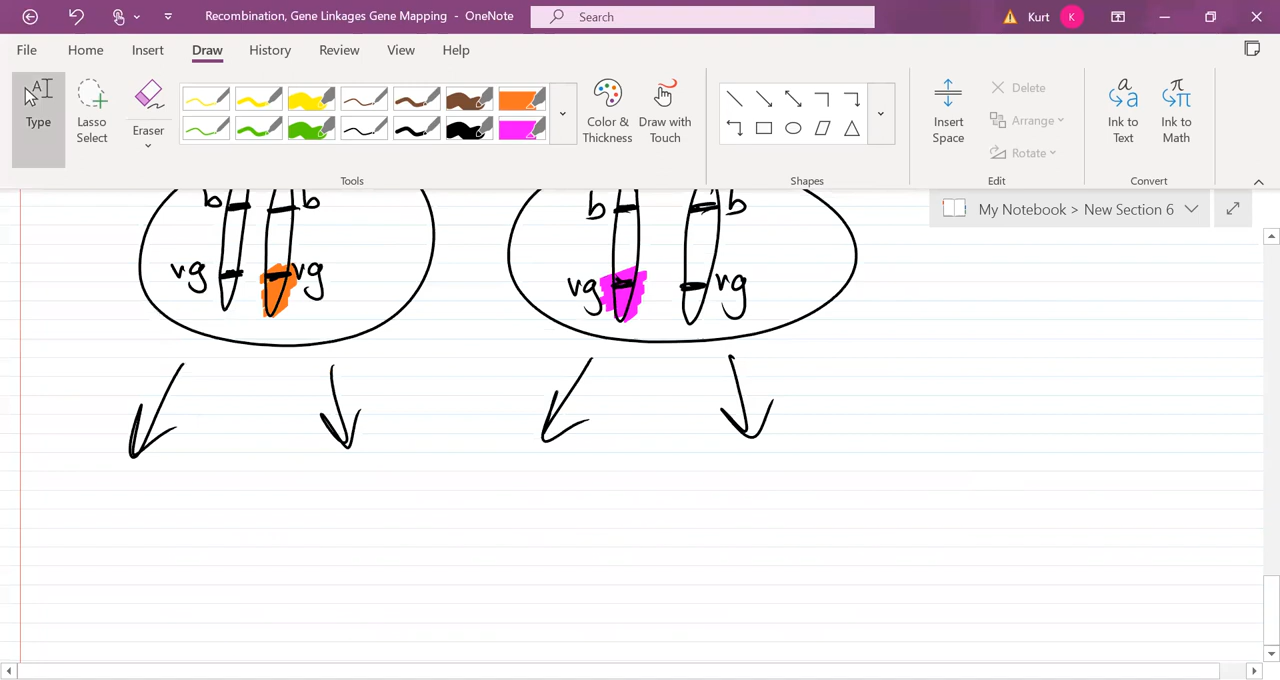 Recombination, Gene Linkages Gene Mapping - OneNote
Search
Kurt
K
File Home Insert Draw History Review View Help
Type
Lasso Select
Eraser
Color & Thickness
Draw with Touch
Insert Space
Delete
Arrange
Rotate
Ink to Text
Ink to Math
Tools
Shapes
Edit
Convert
My Notebook > New Section 6
b b b b
vg vg vg vg